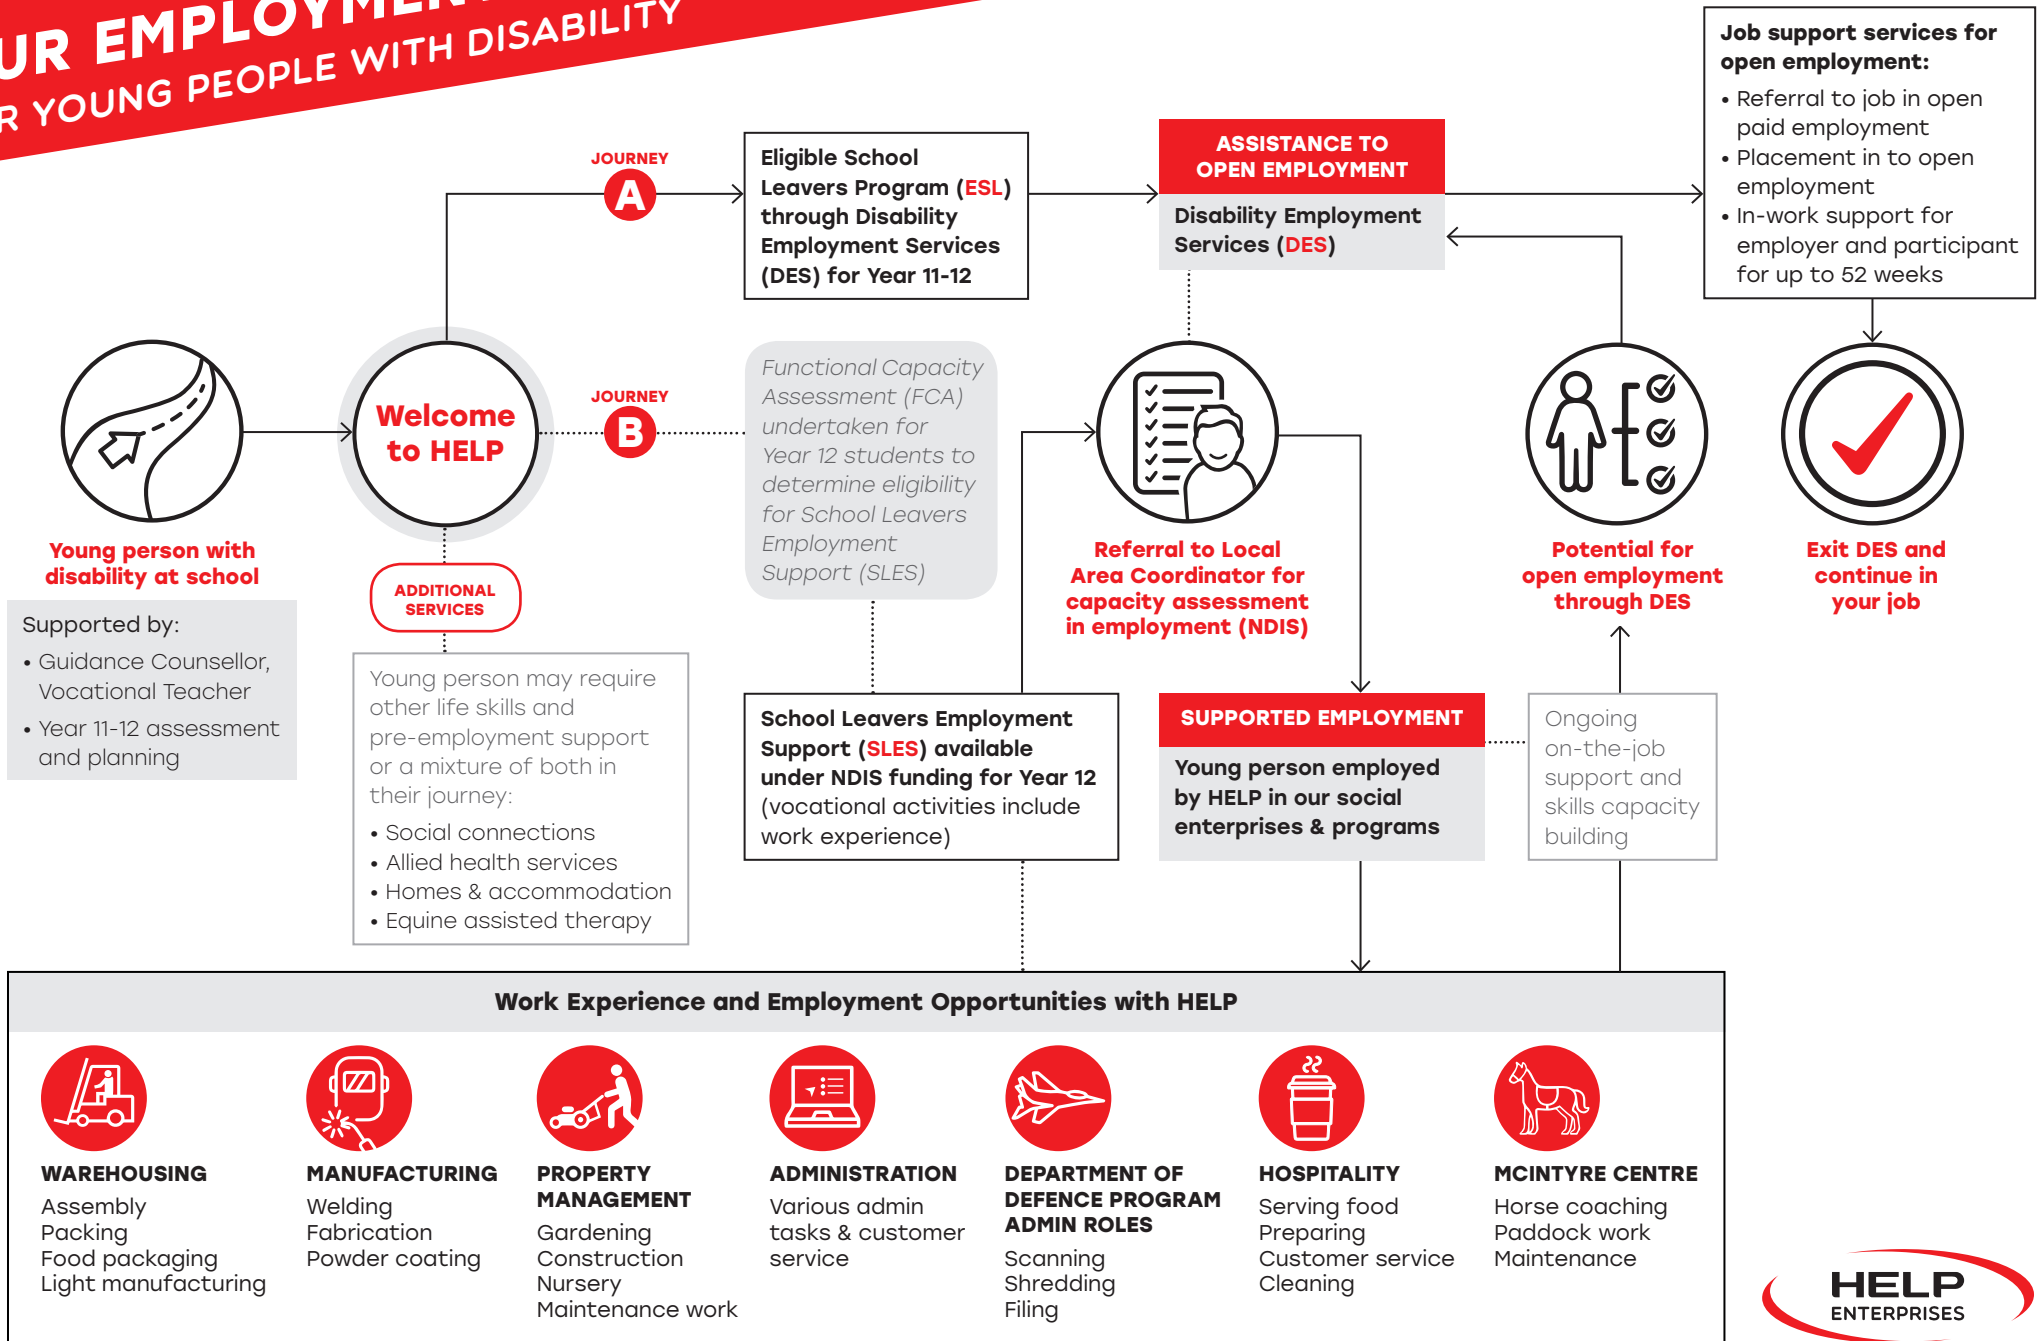 EMPLOYMENT
YOUNG PEOPLE WITH DISABILITY
JOURNEY
A
Eligible School
Leavers Program (ESL)
through Disability
Employment Services
(DES) for Year 11-12
ASSISTANCE TO
OPEN EMPLOYMENT
Disability Employment
Services (DES)
Job support services for
open employment:
• Referral to job in open
paid employment
• Placement in to open
employment
• In-work support for
employer and participant
for up to 52 weeks
Welcome
to HELP
JOURNEY
B
Functional Capacity
Assessment (FCA)
undertaken for
Year 12 students to
determine eligibility
for School Leavers
Employment
Support (SLES)
Young person with
disability at school
Supported by:
• Guidance Counsellor,
Vocational Teacher
• Year 11-12 assessment
and planning
ADDITIONAL
SERVICES
Young person may require
other life skills and
pre-employment support
or a mixture of both in
their journey:
• Social connections
• Allied health services
• Homes & accommodation
• Equine assisted therapy
School Leavers Employment
Support (SLES) available
under NDIS funding for Year 12
(vocational activities include
work experience)
Referral to Local
Area Coordinator for
capacity assessment
in employment (NDIS)
SUPPORTED EMPLOYMENT
Young person employed
by HELP in our social
enterprises & programs
Ongoing
on-the-job
support and
skills capacity
building
Potential for
open employment
through DES
Exit DES and
continue in
your job
Work Experience and Employment Opportunities with HELP
WAREHOUSING
Assembly
Packing
Food packaging
Light manufacturing
MANUFACTURING
Welding
Fabrication
Powder coating
PROPERTY
MANAGEMENT
Gardening
Construction
Nursery
Maintenance work
ADMINISTRATION
Various admin
tasks & customer
service
DEPARTMENT OF
DEFENCE PROGRAM
ADMIN ROLES
Scanning
Shredding
Filing
HOSPITALITY
Serving food
Preparing
Customer service
Cleaning
MCINTYRE CENTRE
Horse coaching
Paddock work
Maintenance
HELP
ENTERPRISES